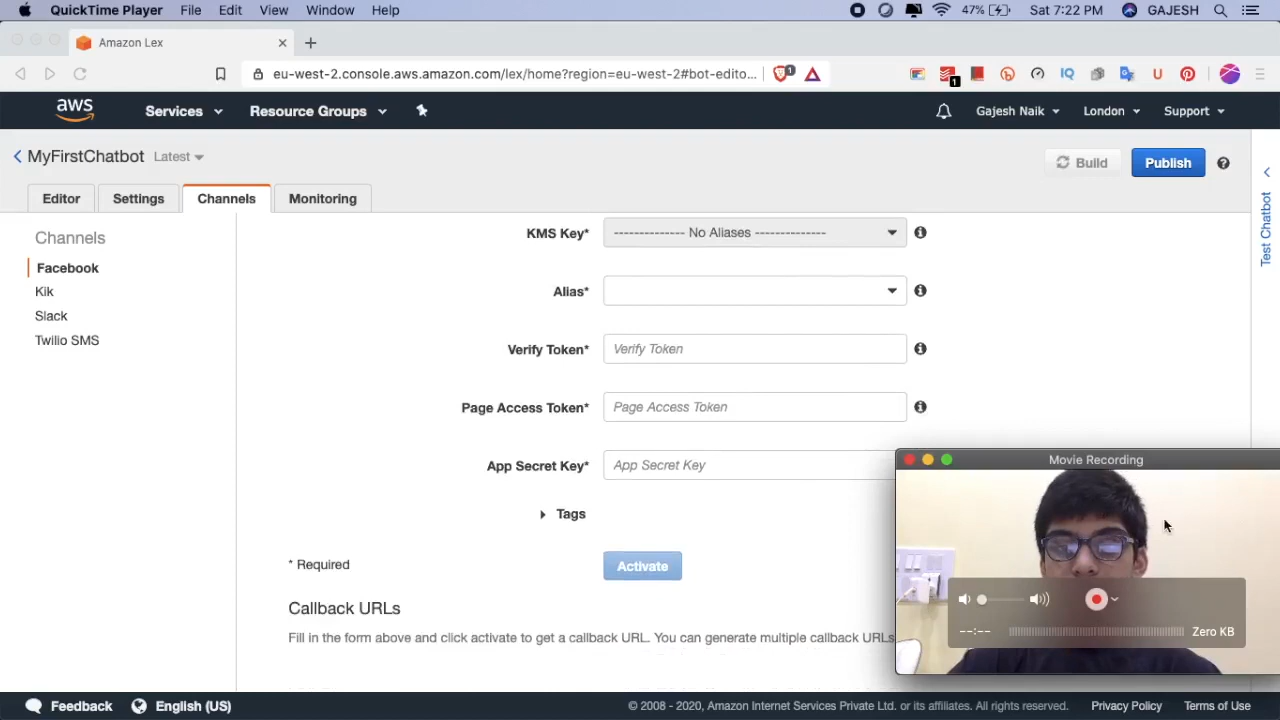 QuickTime Player File Edit View Window Help 47% Sat 7:22 PM GAJESH
Amazon Lex
eu-west-2.console.aws.amazon.com/lex/home?region=eu-west-2#bot-edito... 1 1 IQ U
aws Services Resource Groups Gajesh Naik London Support
MyFirstChatbot Latest Build Publish ?
Editor Settings Channels Monitoring
Test Chatbot
Channels
Facebook
Kik
Slack
Twilio SMS
KMS Key* -------------- No Aliases --------------
Alias*
Verify Token* Verify Token
Page Access Token* Page Access Token
App Secret Key* App Secret Key
Tags
* Required Activate
Callback URLs
Fill in the form above and click activate to get a callback URL. You can generate multiple callback URLs
Movie Recording
--:-- Zero KB
Feedback English (US) © 2008 - 2020, Amazon Internet Services Private Ltd. or its affiliates. All rights reserved. Privacy Policy Terms of Use